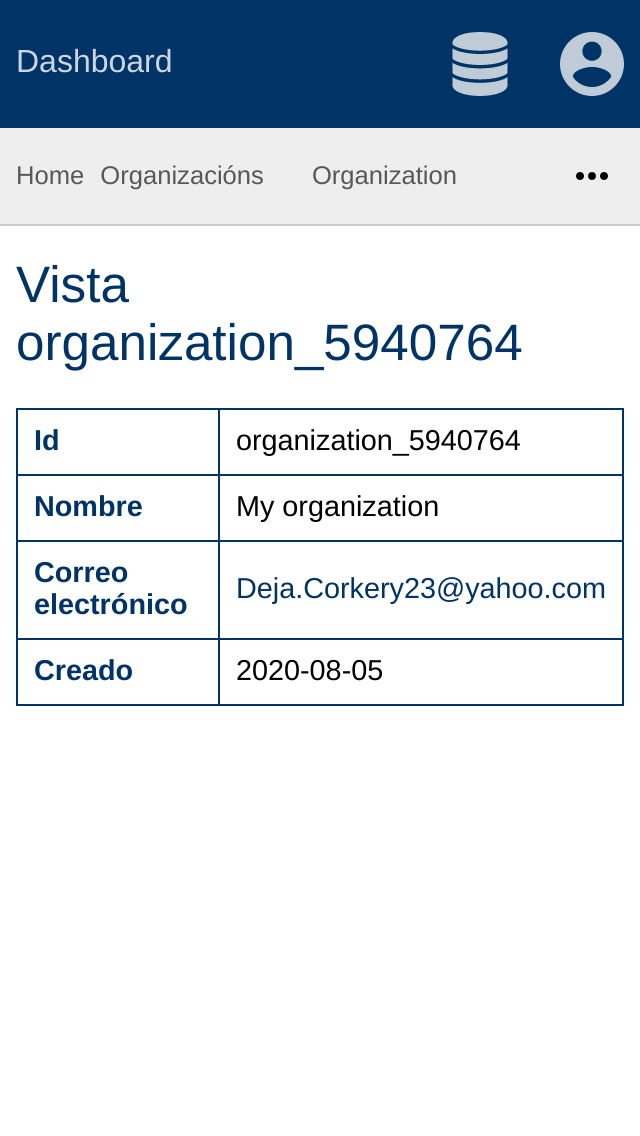 Dashboard
Home Organizacións Organization
Vista
organization_5940764
Id organization_5940764
Nombre My organization
Correo
electrónico Deja.Corkery23@yahoo.com
Creado 2020-08-05